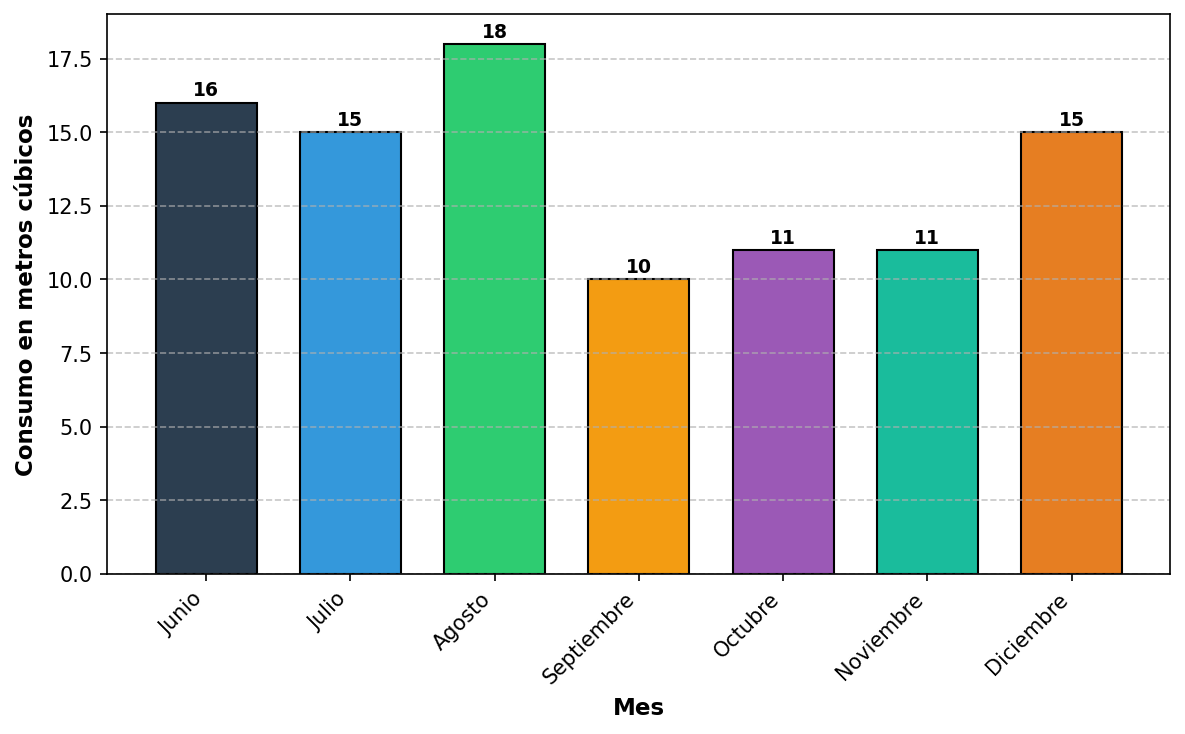 Consumo en metros cúbicos
17.5
15.0
12.5
10.0
7.5
5.0
2.5
0.0
16
15
18
10
11
11
15
Junio
Julio
Agosto
Septiembre
Octubre
Noviembre
Diciembre
Mes